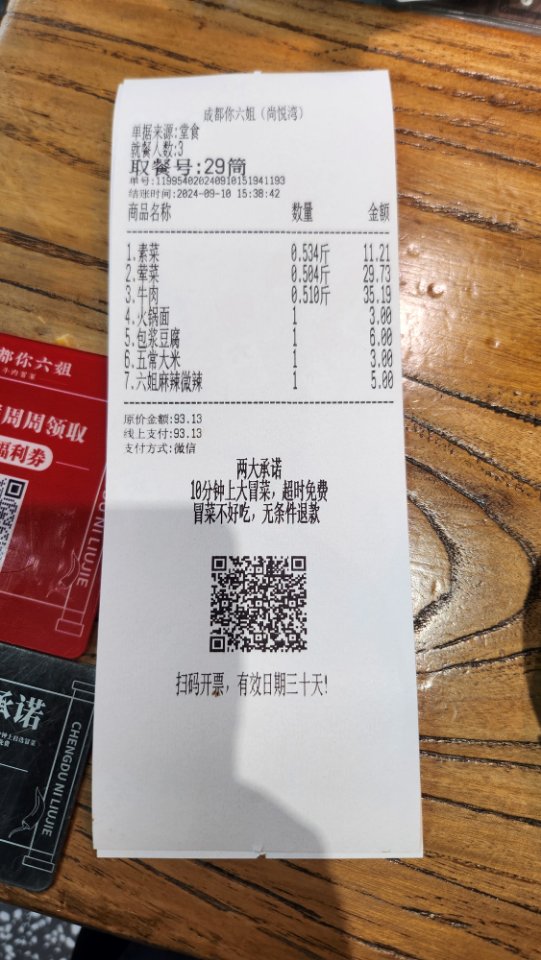 成都你六姐(尚悦湾)
单据来源:堂食
就餐人数:3
取餐号:29筒
单号:119954020240910151941193
结账时间:2024-09-10 15:38:42
商品名称 数量 金额
1.素菜 0.534斤 11.21
2.荤菜 0.504斤 29.73
3.牛肉 0.510斤 35.19
4.火锅面 1 3.00
5.包浆豆腐 1 6.00
6.五常大米 1 3.00
7.六姐麻辣微辣 1 5.00
原价金额:93.13
线上支付:93.13
支付方式:微信
两大承诺
10分钟上大冒菜，超时免费
冒菜不好吃，无条件退款
扫码开票，有效日期三十天!
都你六姐
牛肉冒菜
周周领取
福利券
NI LIUJIE
承诺
CHENGDU NI LIUJIE